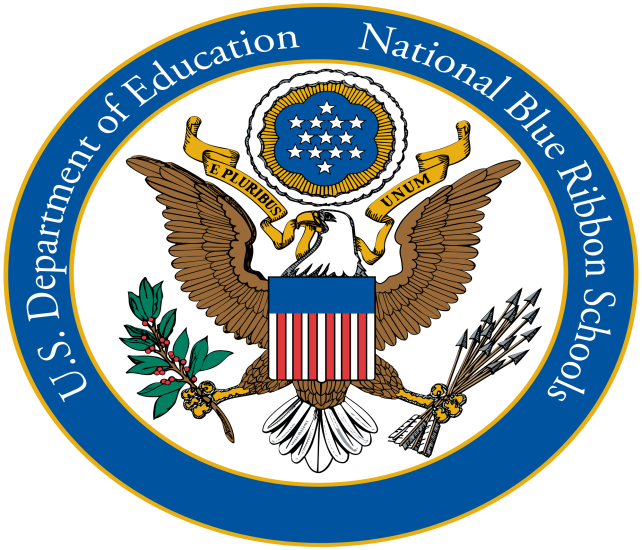 U.S. Department of Education
National Blue Ribbon Schools
E PLURIBUS
UNUM